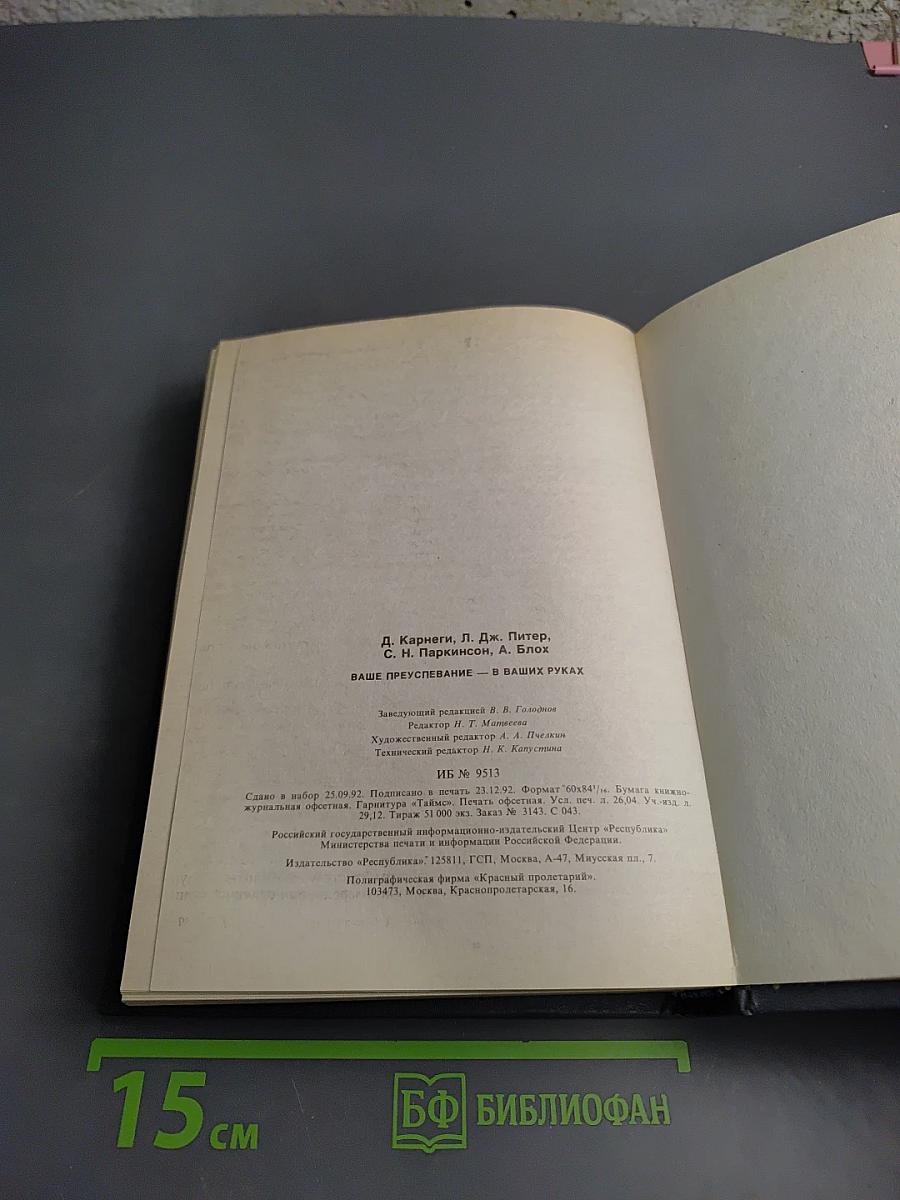 Д. Карнеги, Л. Дж. Питер,
С. Н. Паркинсон, А. Блох
ВАШЕ ПРЕУСПЕВАНИЕ — В ВАШИХ РУКАХ
Заведующий редакцией В. В. Голофнов
Редактор Н. Т. Матвеева
Художественный редактор А. А. Пчелкин
Технический редактор Н. К. Капустина
ИБ № 9513
Сдано в набор 25.09.92. Подписано в печать 23.12.92. Формат 60х84¹/₁₆. Бумага книжно-
журнальная офсетная. Гарнитура «Таймс». Печать офсетная. Усл. печ. л. 26,04. Уч.-изд. л.
29,12. Тираж 51 000 экз. Заказ № 3143. С 043.
Российский государственный информационно-издательский Центр «Республика»
Министерства печати и информации Российской Федерации.
Издательство «Республика». 125811, ГСП, Москва, А-47, Миусская пл., 7.
Полиграфическая фирма «Красный пролетарий».
103473, Москва, Краснопролетарская, 16.
15 см
БФ БИБЛИОФАН